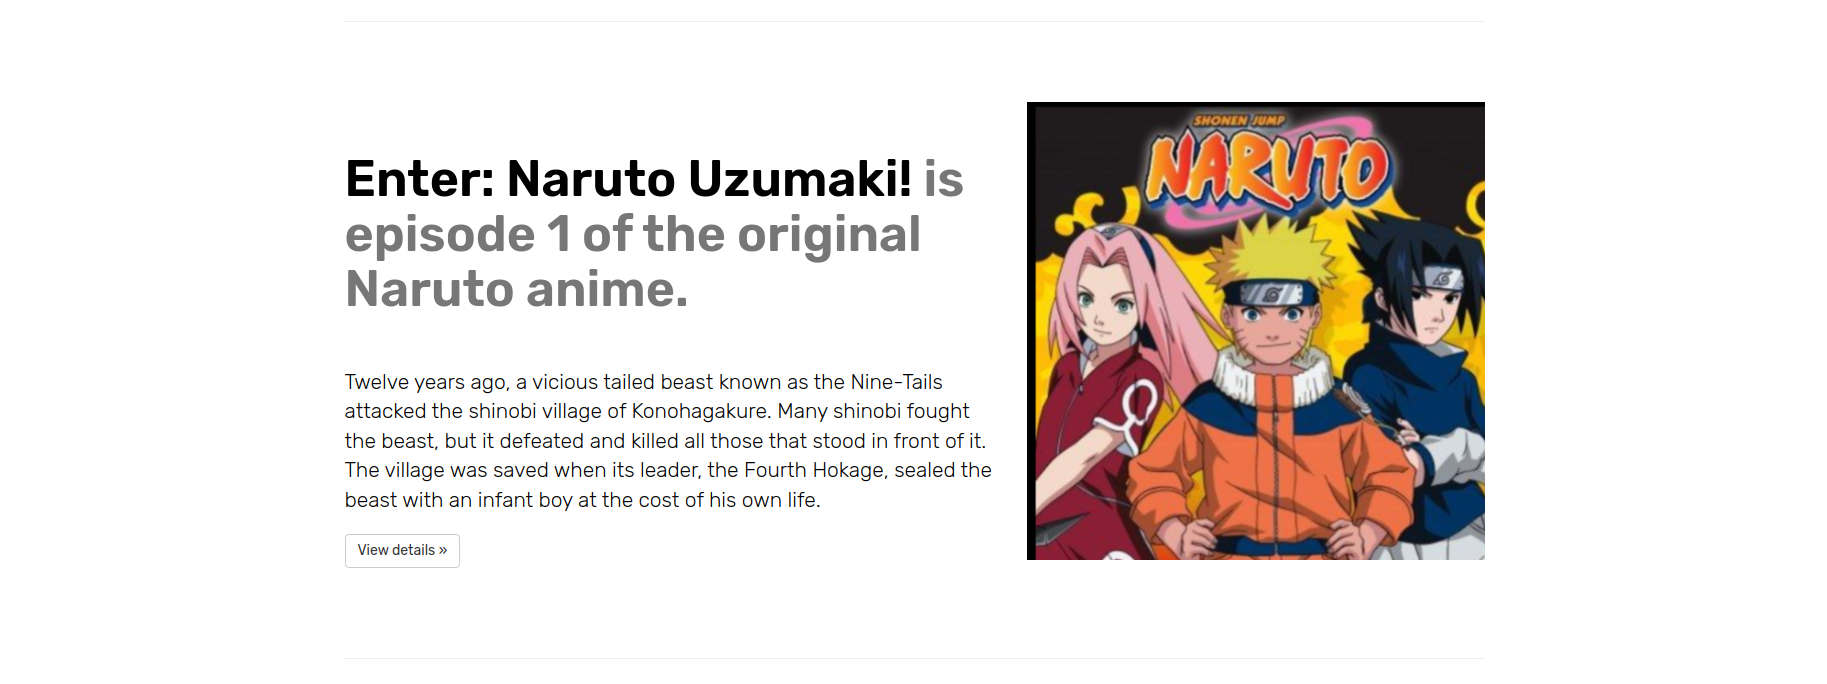 Enter: Naruto Uzumaki! is
episode 1 of the original
Naruto anime.
Twelve years ago, a vicious tailed beast known as the Nine-Tails
attacked the shinobi village of Konohagakure. Many shinobi fought
the beast, but it defeated and killed all those that stood in front of it.
The village was saved when its leader, the Fourth Hokage, sealed the
beast with an infant boy at the cost of his own life.
View details »
SHONEN JUMP
NARUTO